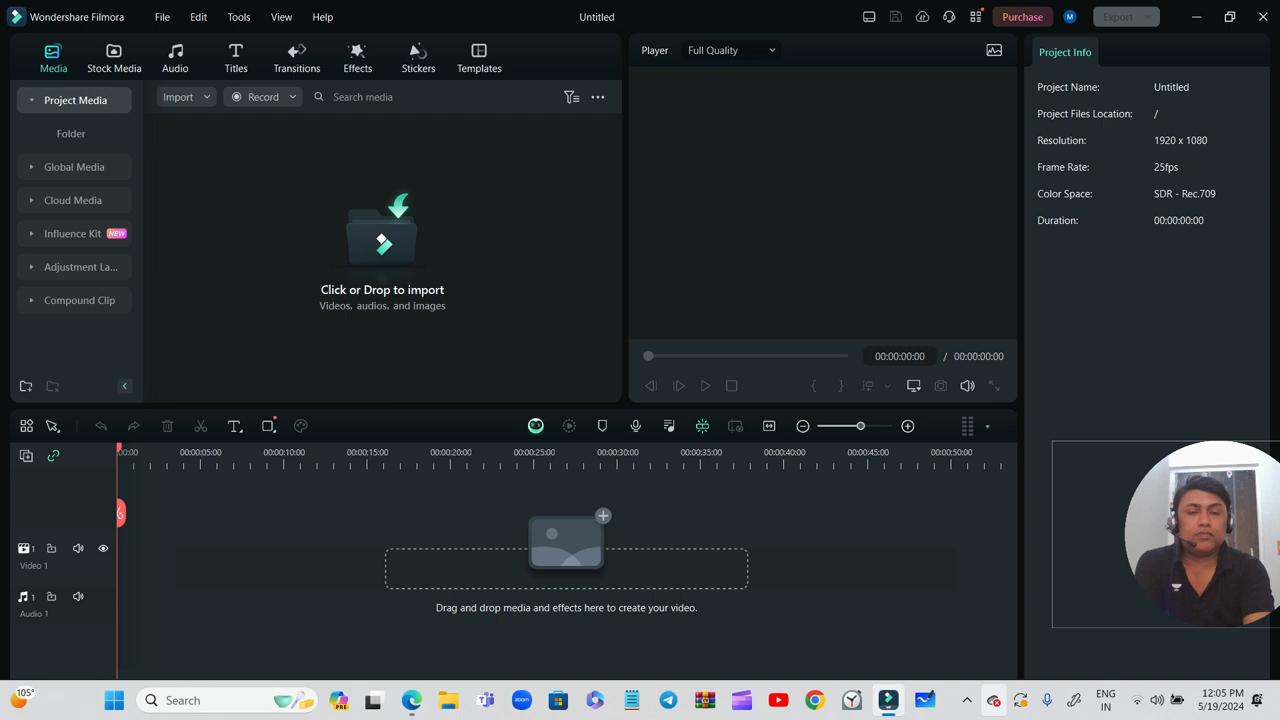 Wondershare Filmora
File
Edit
Tools
View
Help
Untitled
Purchase
M
Export
Media
Stock Media
Audio
Titles
Transitions
Effects
Stickers
Templates
Player
Full Quality
Project Info
Project Media
Import
Record
Search media
Folder
Global Media
Cloud Media
Influence Kit NEW
Adjustment La...
Compound Clip
Click or Drop to import
Videos, audios, and images
Project Name: Untitled
Project Files Location: /
Resolution: 1920 x 1080
Frame Rate: 25fps
Color Space: SDR - Rec.709
Duration: 00:00:00:00
00:00:00:00 / 00:00:00:00
:00:00 00:00:05:00 00:00:10:00 00:00:15:00 00:00:20:00 00:00:25:00 00:00:30:00 00:00:35:00 00:00:40:00 00:00:45:00 00:00:50:00
1
Video 1
1
Audio 1
Drag and drop media and effects here to create your video.
105°
Search
PRE
zoom
ENG
IN
12:05 PM
5/19/2024